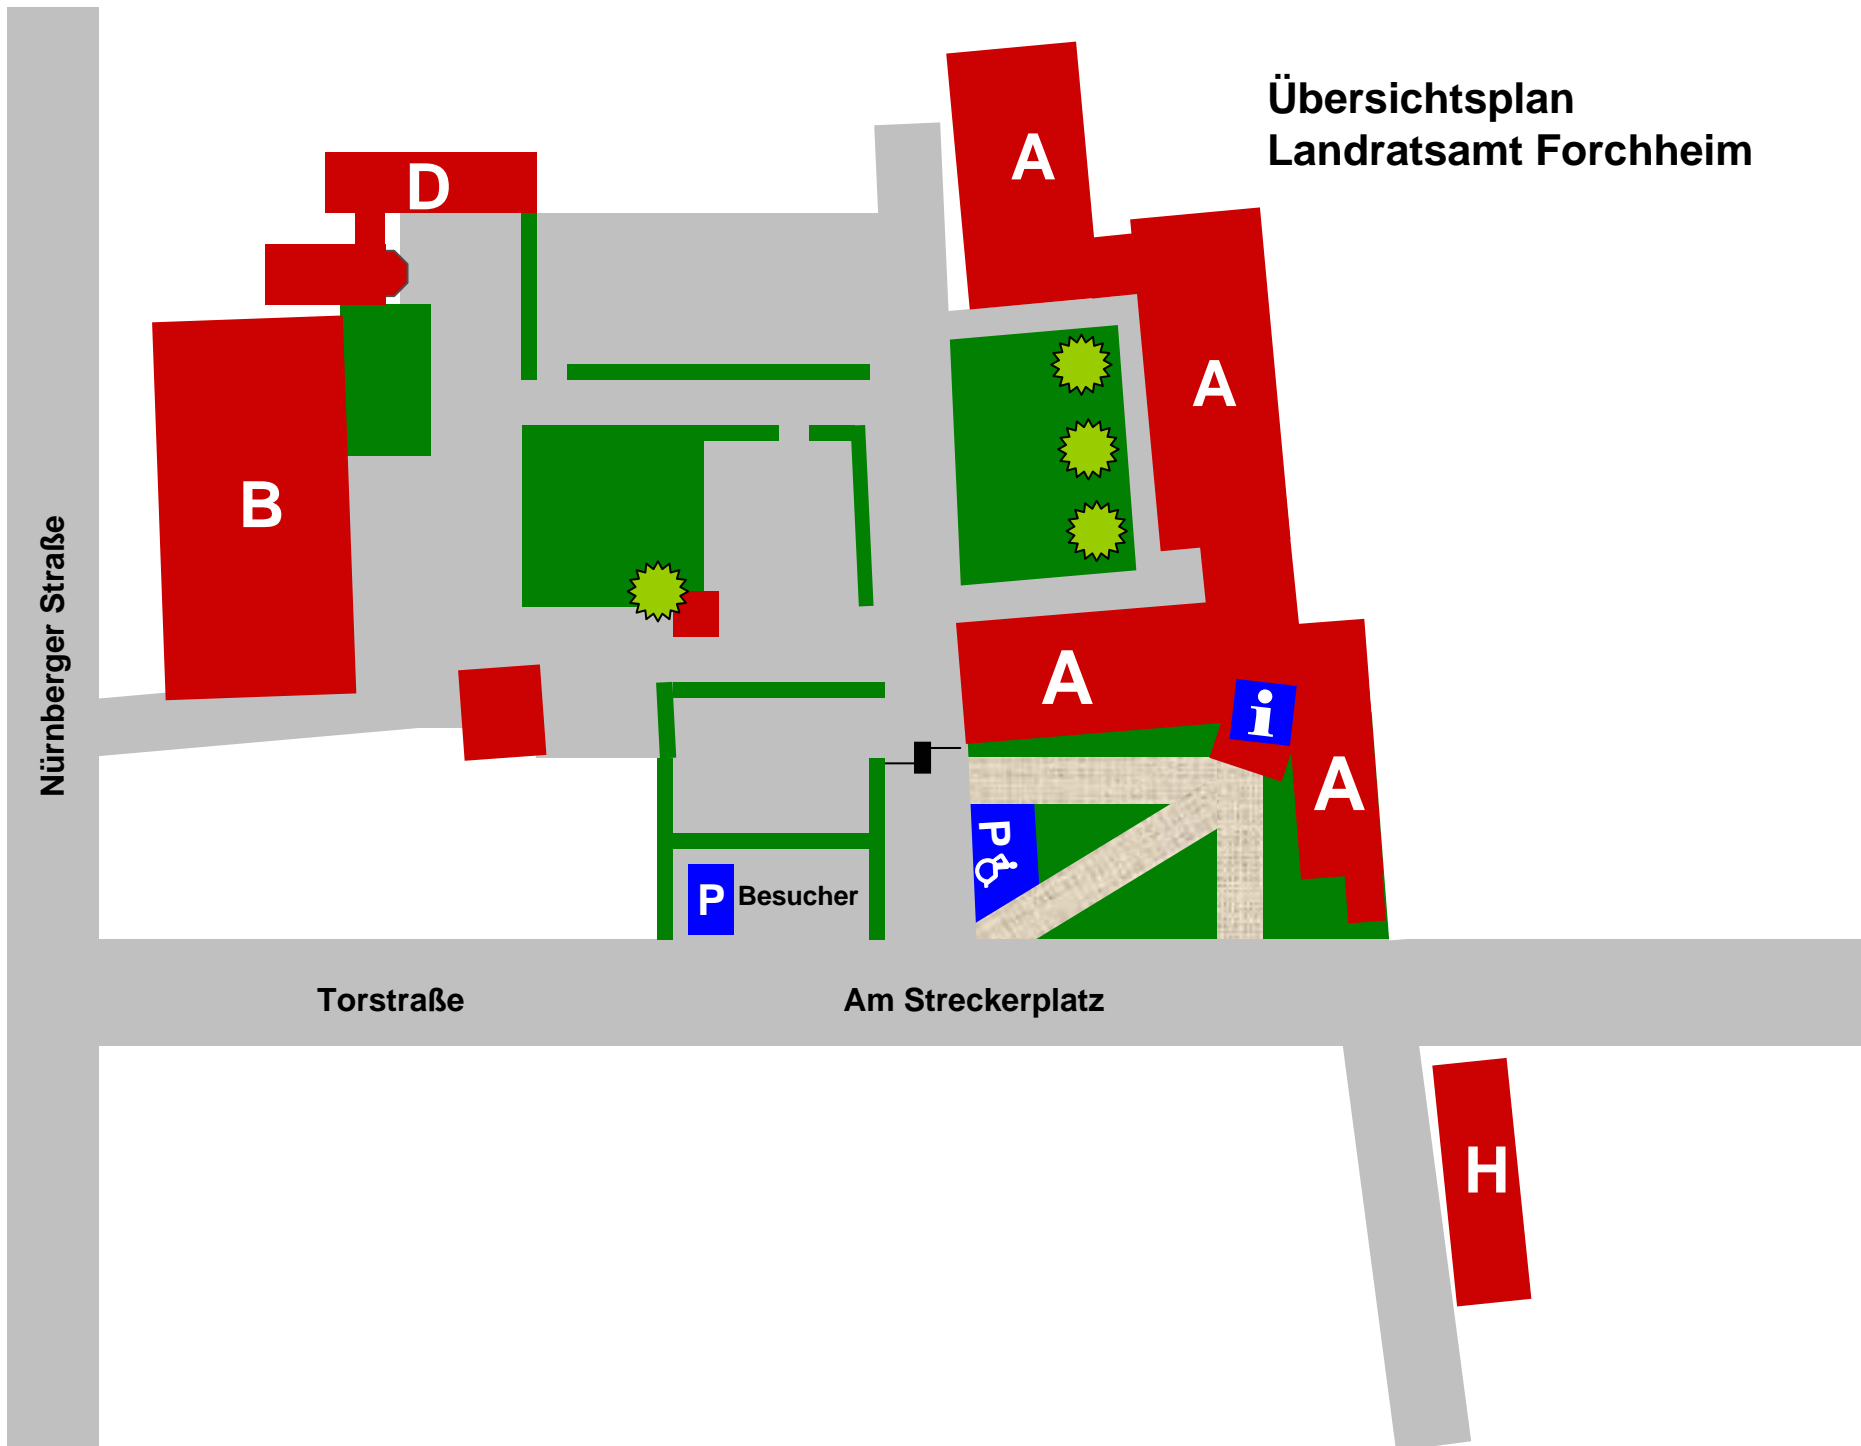 Übersichtsplan
Landratsamt Forchheim
A
D
A
B
Nürnberger Straße
A
i
A
P
P
Besucher
Torstraße
Am Streckerplatz
H